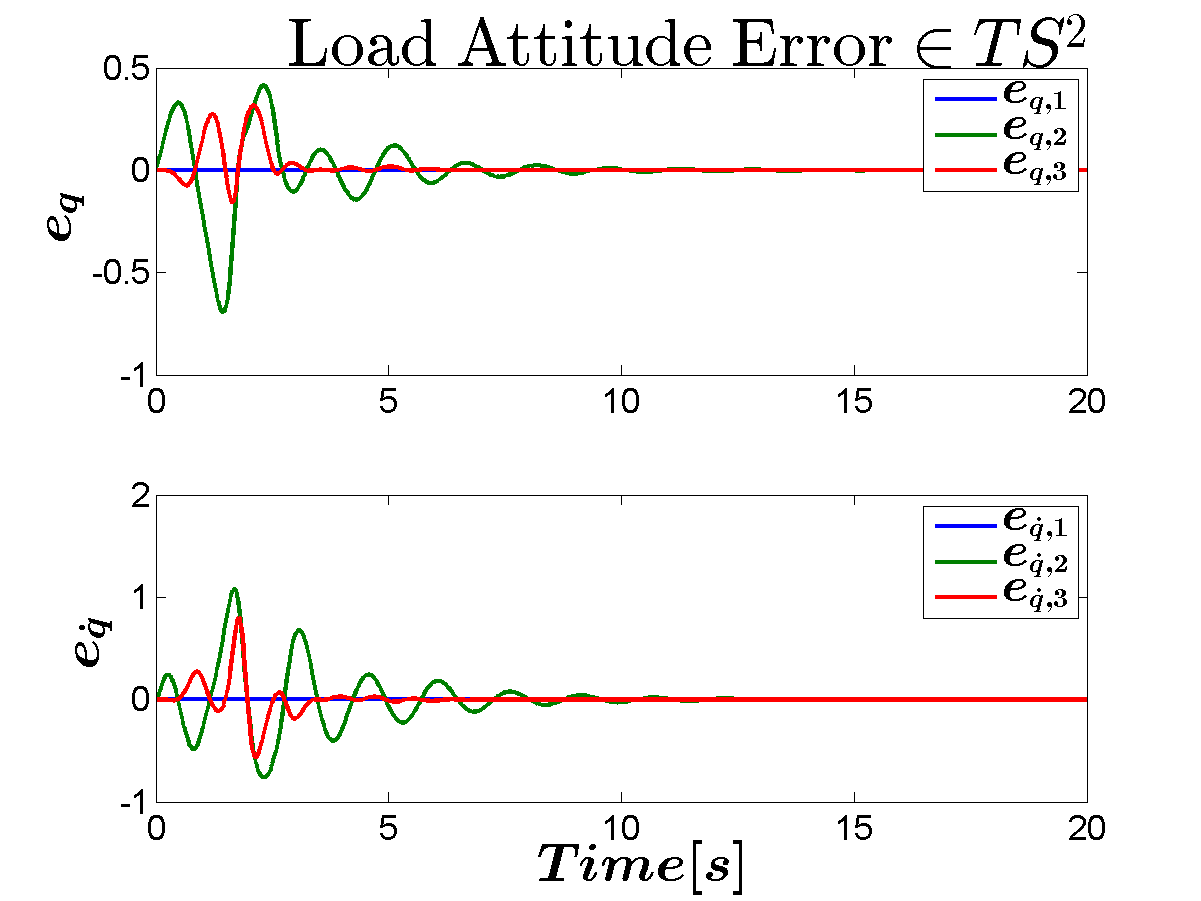 Load Attitude Error ∈ TS²
0.5
0
-0.5
-1
e_q
e_{q,1}
e_{q,2}
e_{q,3}
0 5 10 15 20
2
1
0
-1
e_{q̇}
e_{q̇,1}
e_{q̇,2}
e_{q̇,3}
0 5 10 15 20
Time[s]